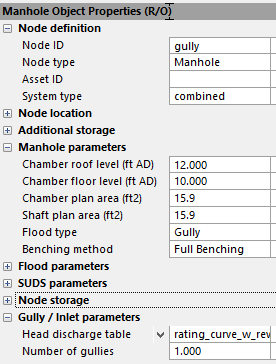 Manhole Object Properties (R/O)
Node definition
Node ID gully
Node type Manhole
Asset ID
System type combined
Node location
Additional storage
Manhole parameters
Chamber roof level (ft AD) 12.000
Chamber floor level (ft AD) 10.000
Chamber plan area (ft2) 15.9
Shaft plan area (ft2) 15.9
Flood type Gully
Benching method Full Benching
Flood parameters
SUDS parameters
Node storage
Gully / Inlet parameters
Head discharge table rating_curve_w_rev
Number of gullies 1.000